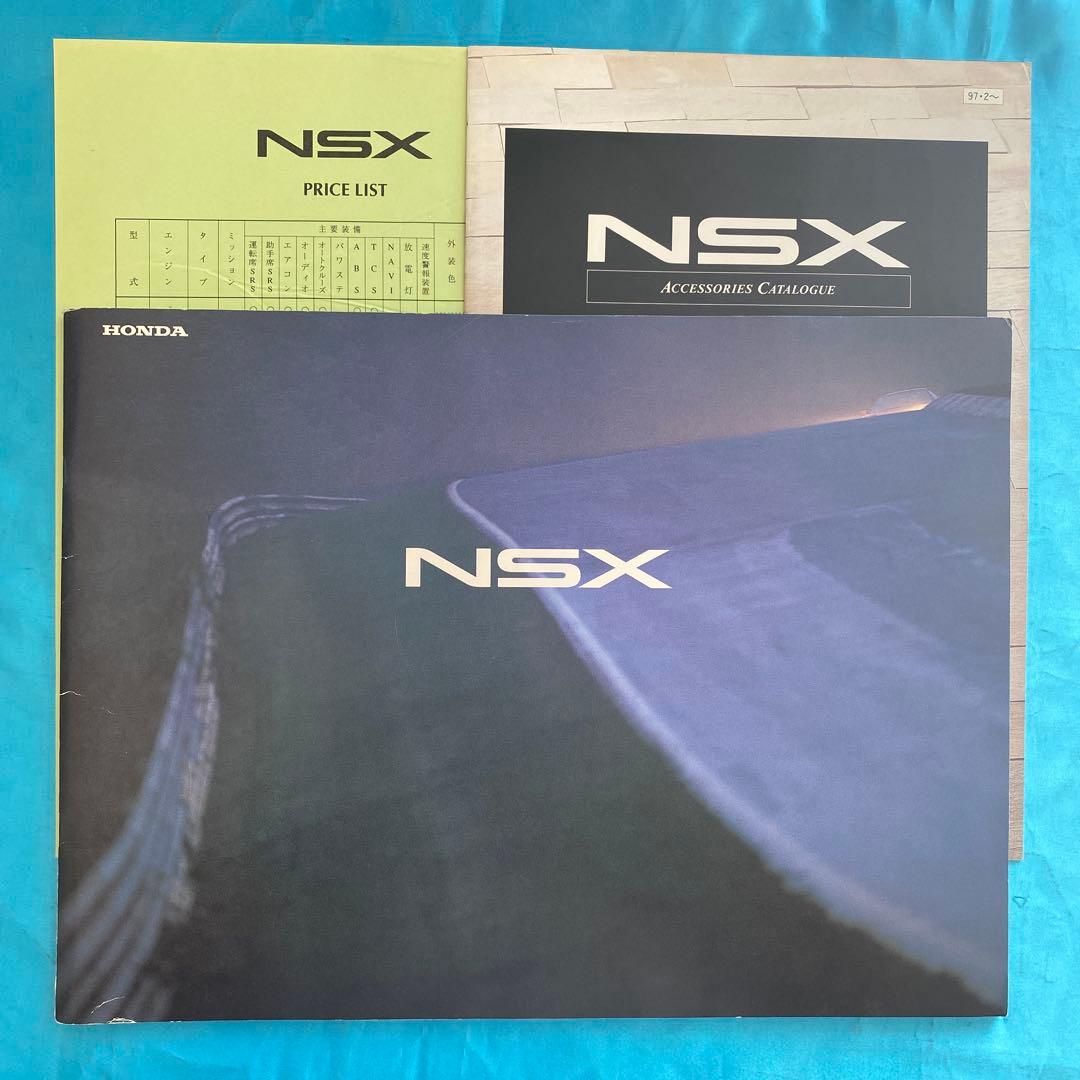 NSX
PRICE LIST
主要装備
型式
エンジン
タイプ
ミッション
運転席SRS
助手席SRS
エアコン
オーディオ
オートクルーズ
パワステ
ABS
TCS
NAVI
放電灯
速度警報装置
外装色
97・2〜
NSX
ACCESSORIES CATALOGUE
HONDA
NSX